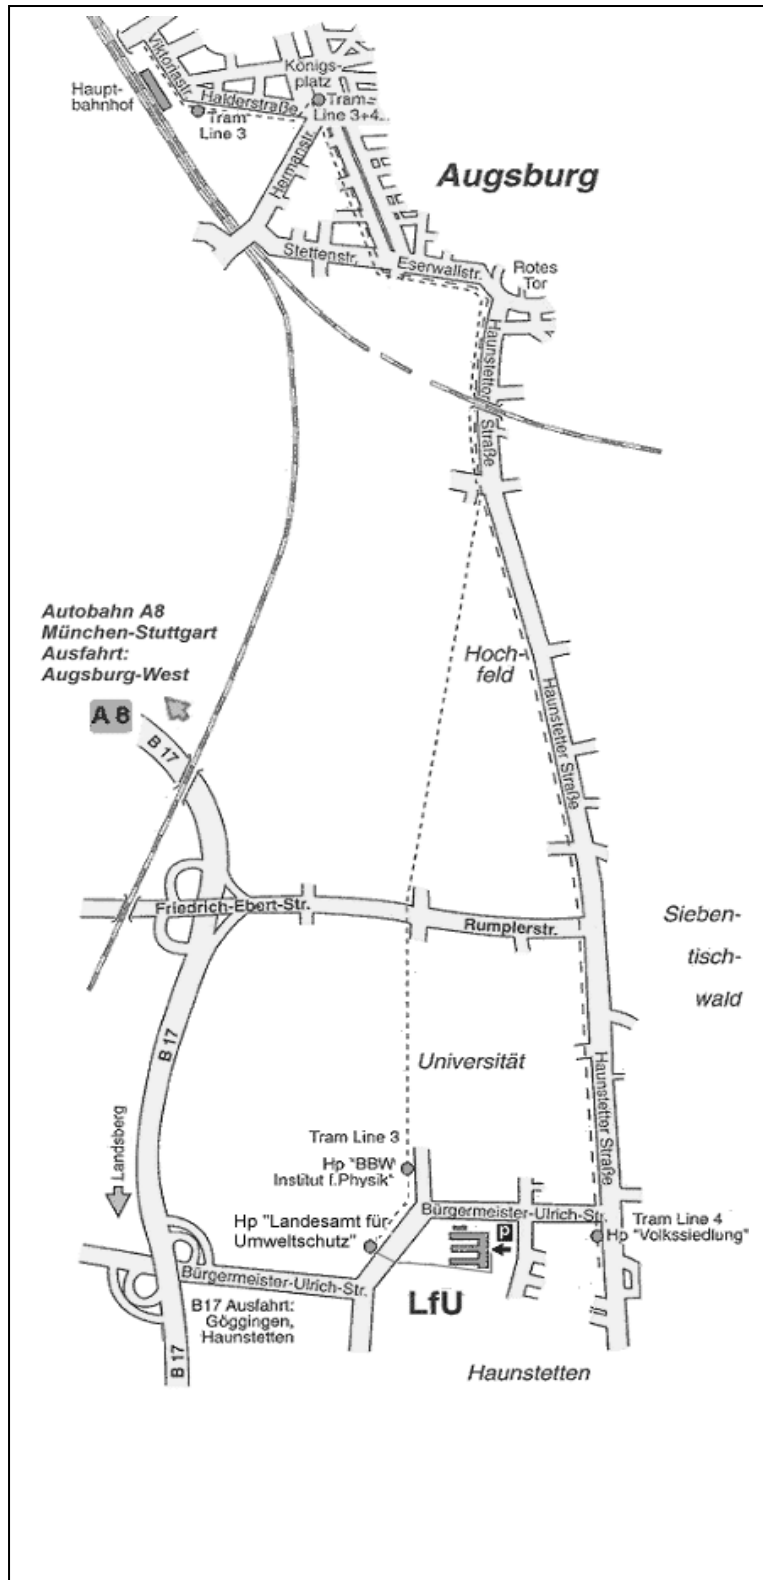 Viktoriastr.
Königs-
platz
Haupt-
bahnhof
Halderstraße
Tram
Line 3
Tram
Line 3+4
Hermanstr.
Augsburg
Stettenstr.
Eserwallstr.
Rotes
Tor
Haunstetter
Straße
Autobahn A8
München-Stuttgart
Ausfahrt:
Augsburg-West
A 8
B 17
Hoch-
feld
Haunstetter Straße
Friedrich-Ebert-Str.
Rumplerstr.
Sieben-
tisch-
wald
B 17
Universität
Haunstetter Straße
Landsberg
Tram Line 3
Hp "BBW
Institut f.Physik"
Hp "Landesamt für
Umweltschutz"
Bürgermeister-Ulrich-Str.
P
Tram Line 4
Hp "Volkssiedlung"
Bürgermeister-Ulrich-Str.
B17 Ausfahrt:
Göggingen,
Haunstetten
LfU
B 17
Haunstetten